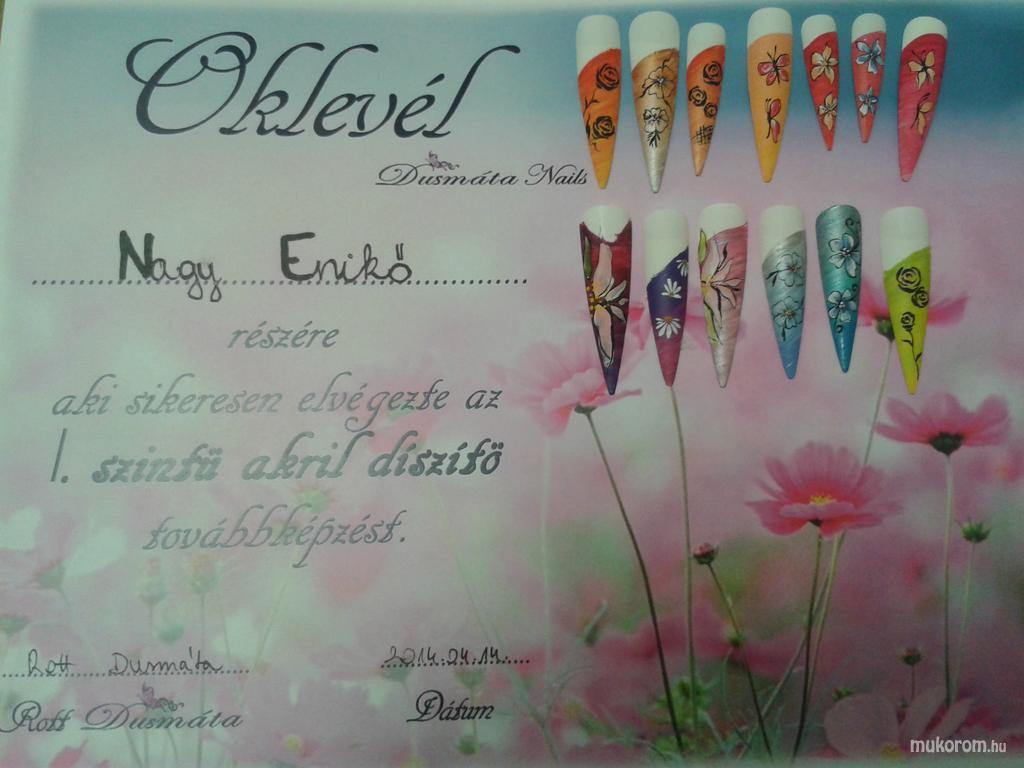 Oklevél
Dusmáta Nails
Nagy Enikő
részére
aki sikeresen elvégezte az
1. szintű akril díszítő
továbbképzést.
Rott Dusmáta
2014.04.14.
Rott Dusmáta
Dátum
mukorom.hu